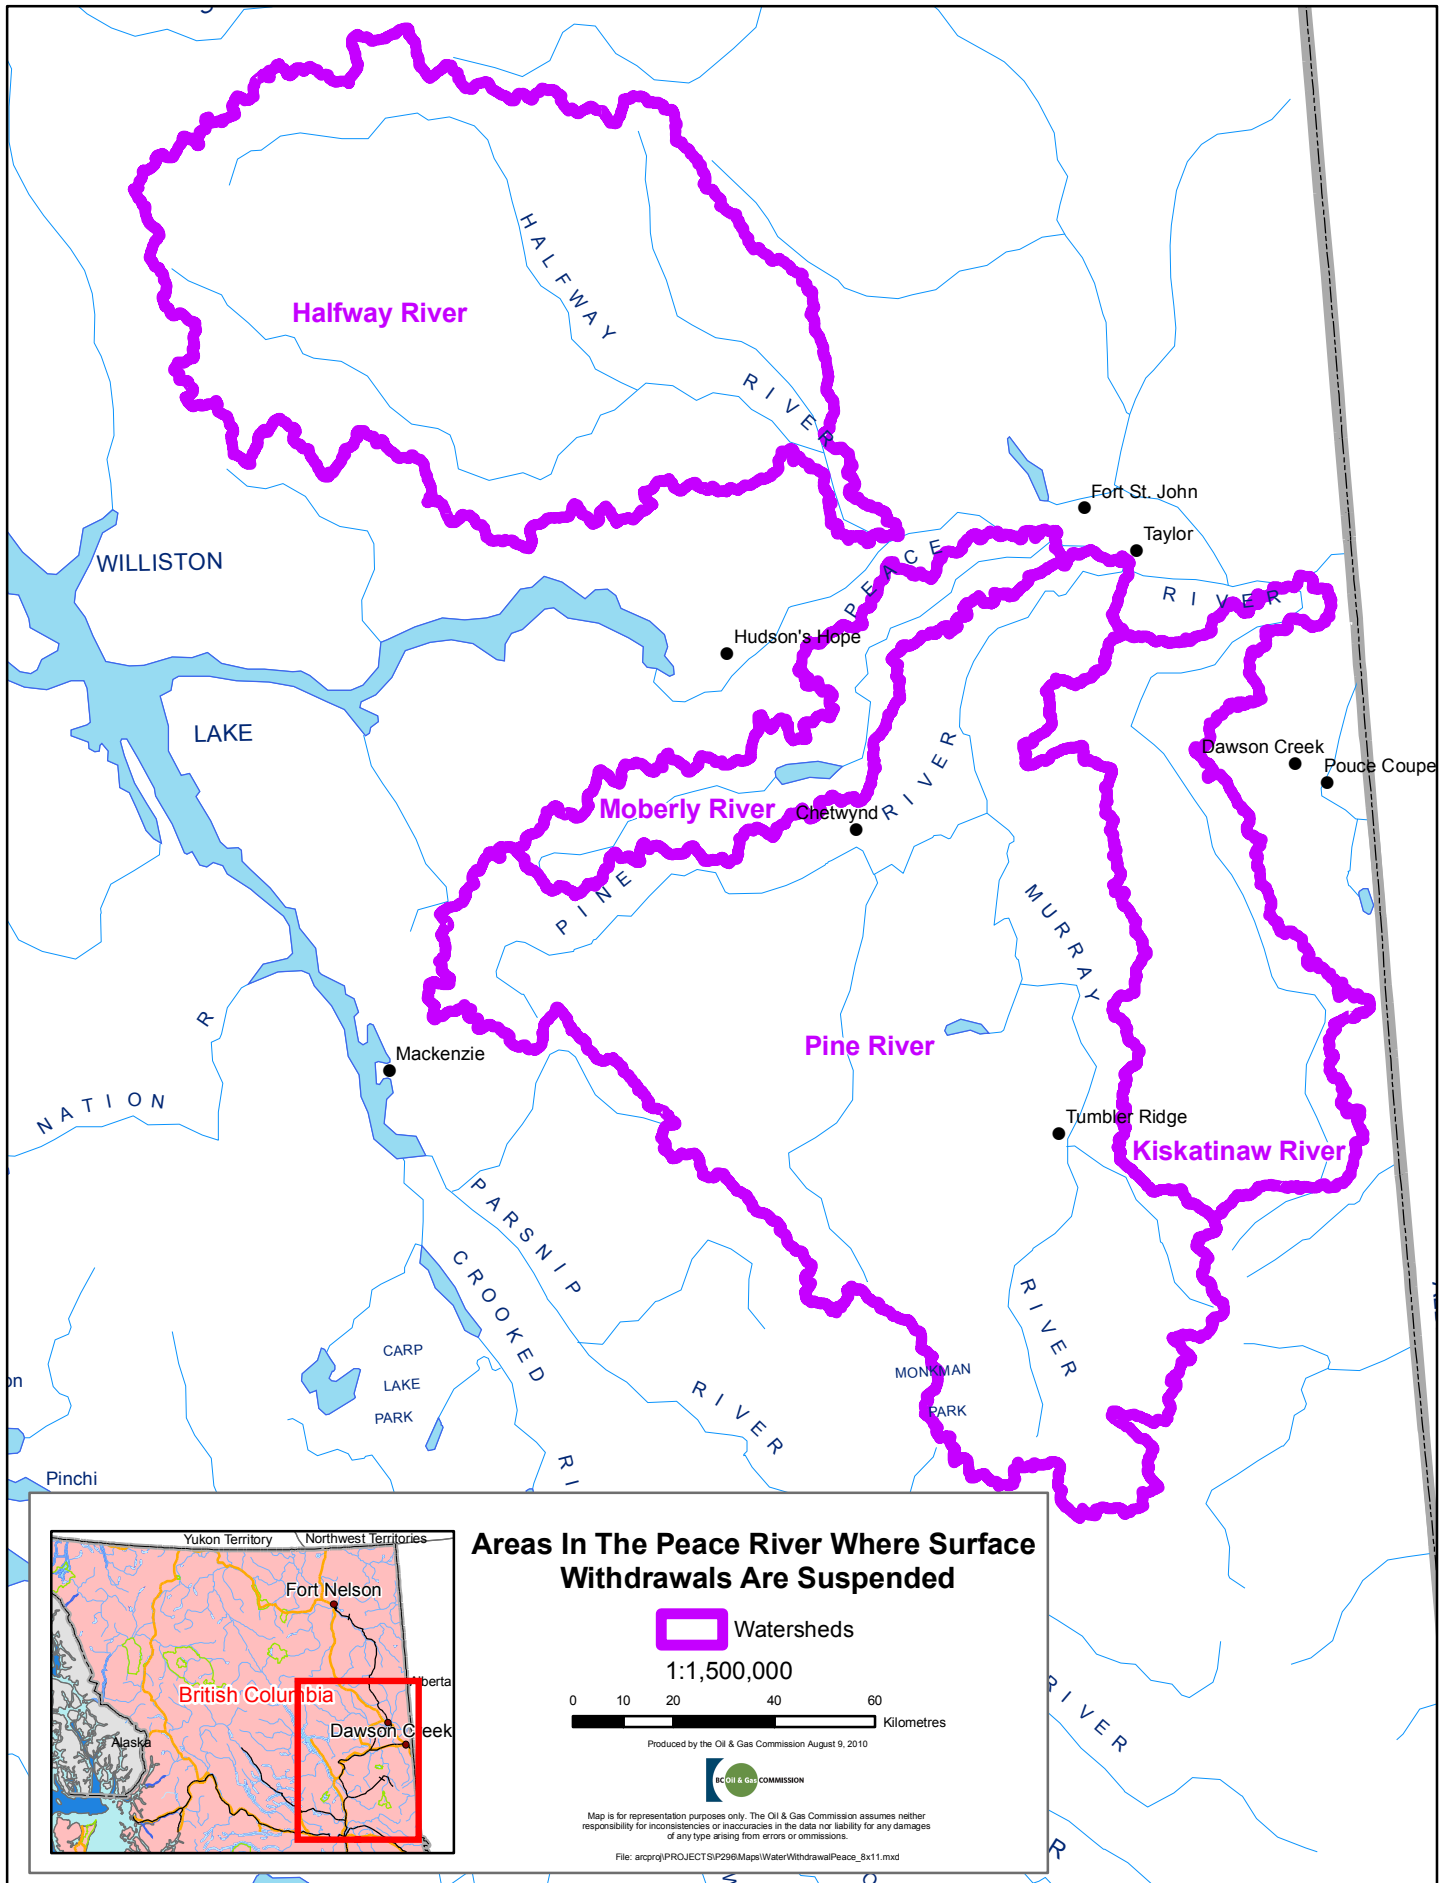 HALFWAY
RIVER
Halfway River
Fort St. John
Taylor
PEACE
RIVER
WILLISTON
LAKE
Hudson's Hope
Dawson Creek
Pouce Coupe
Moberly River
Chetwynd
PINE
RIVER
MURRAY
RIVER
Pine River
Mackenzie
NATION
R
Tumbler Ridge
Kiskatinaw River
PARSNIP
RIVER
CROOKED
RI
CARP
LAKE
PARK
MONKMAN
PARK
on
Pinchi
RIVER
R
Yukon Territory
Northwest Territories
Fort Nelson
Alberta
British Columbia
Dawson Creek
Alaska
Areas In The Peace River Where Surface
Withdrawals Are Suspended
Watersheds
1:1,500,000
0 10 20 40 60
Kilometres
Produced by the Oil & Gas Commission August 9, 2010
BC Oil & Gas COMMISSION
Map is for representation purposes only. The Oil & Gas Commission assumes neither
responsibility for inconsistencies or inaccuracies in the data nor liability for any damages
of any type arising from errors or ommissions.
File: arcproj\PROJECTS\P296\Maps\WaterWithdrawalPeace_8x11.mxd